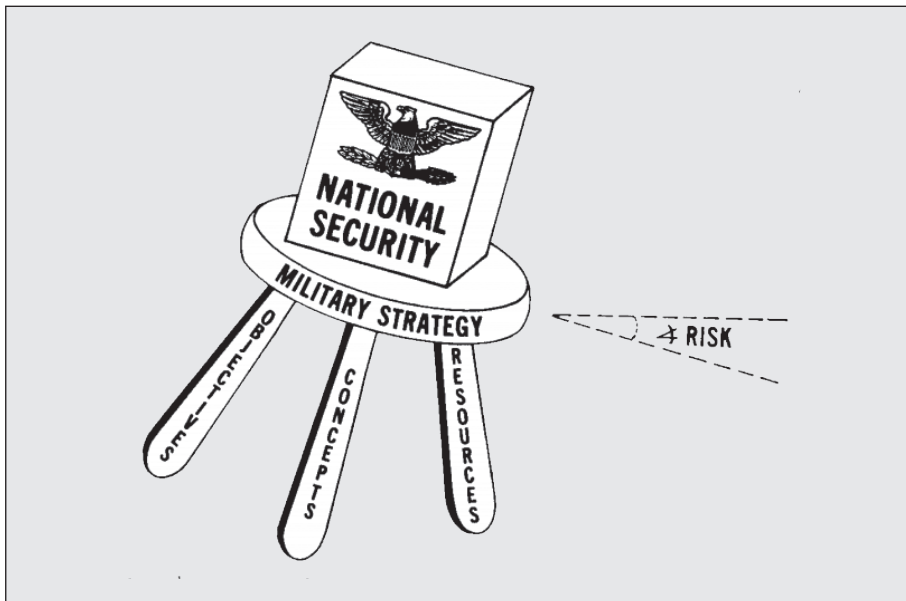 NATIONAL
SECURITY
MILITARY STRATEGY
OBJECTIVES
CONCEPTS
RESOURCES
∡ RISK